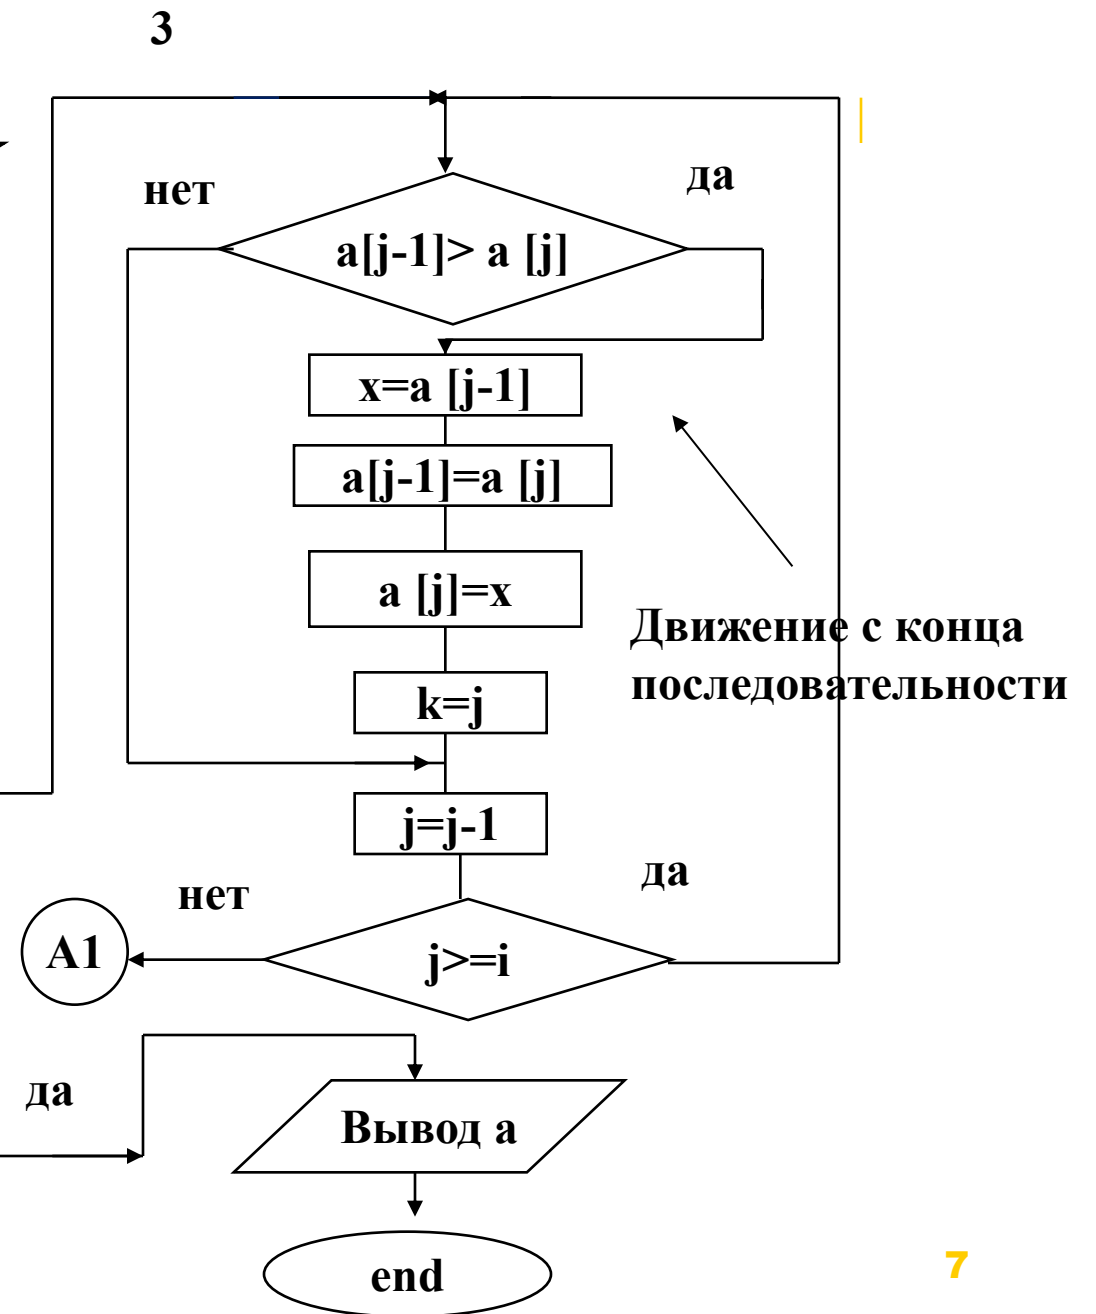 3
нет
да
a[j-1]> a [j]
x=a [j-1]
a[j-1]=a [j]
a [j]=x
Движение с конца
последовательности
k=j
j=j-1
нет
да
A1
j>=i
да
Вывод a
end
7